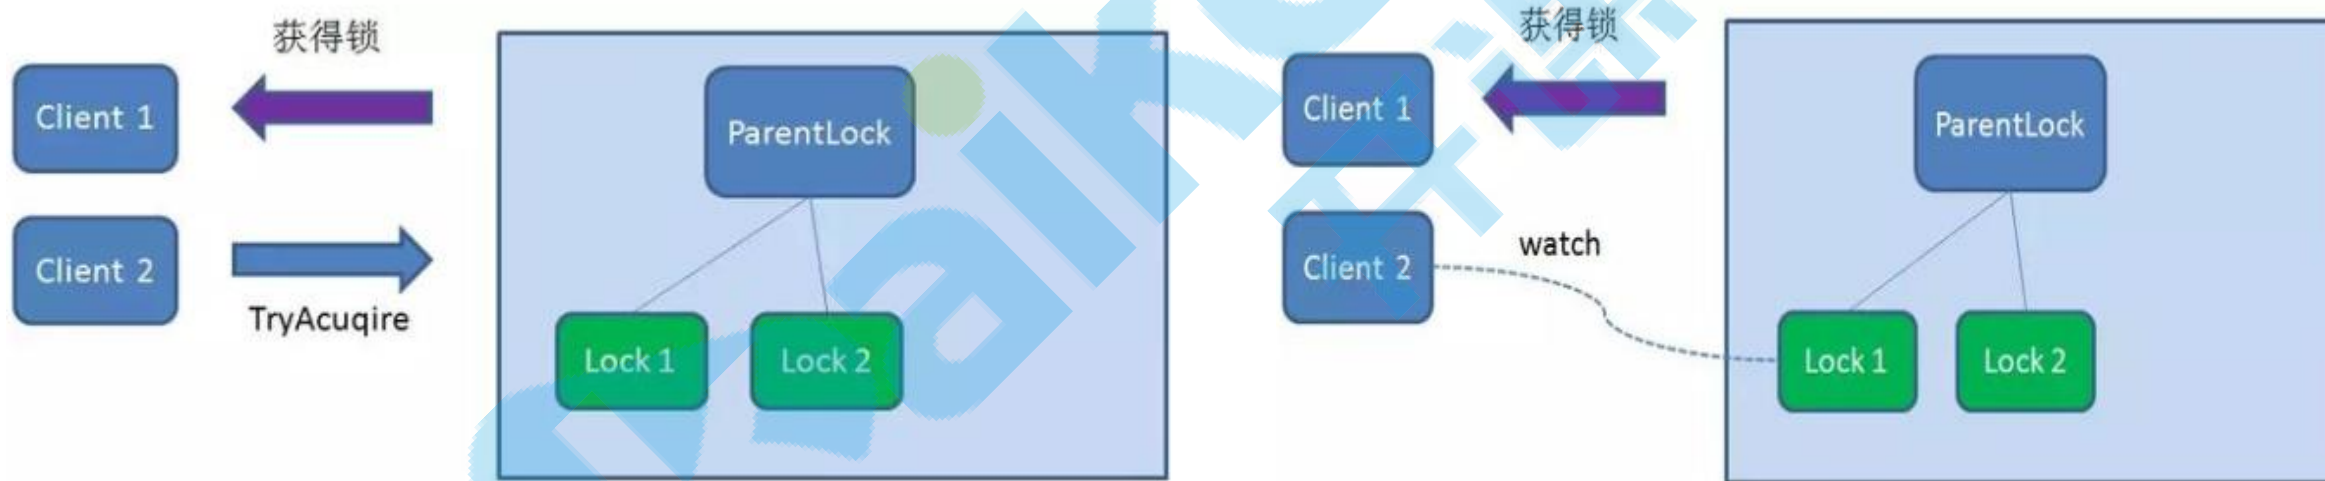 获得锁
Client 1
ParentLock
Client 2
TryAcuqire
Lock 1
Lock 2
获得锁
Client 1
ParentLock
watch
Client 2
Lock 1
Lock 2